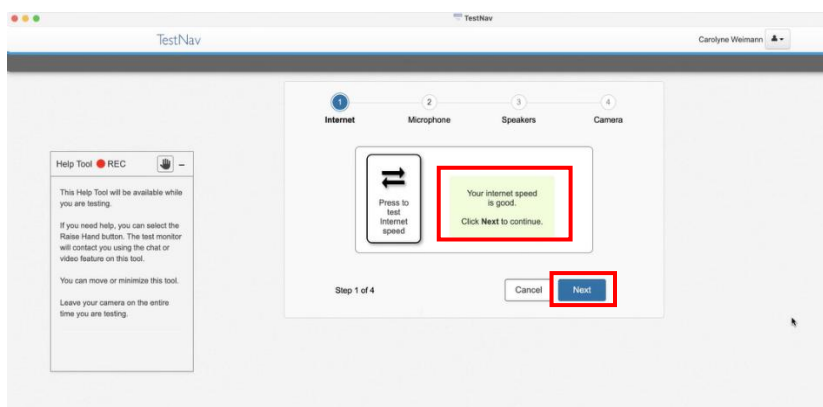 TestNav
TestNav
Carolyne Weimann
1
2
3
4
Internet
Microphone
Speakers
Camera
Help Tool REC
This Help Tool will be available while
you are testing.
If you need help, you can select the
Raise Hand button. The test monitor
will contact you using the chat or
video feature on this tool.
You can move or minimize this tool.
Leave your camera on the entire
time you are testing.
Press to
test
Internet
speed
Your internet speed
is good.
Click Next to continue.
Step 1 of 4
Cancel
Next